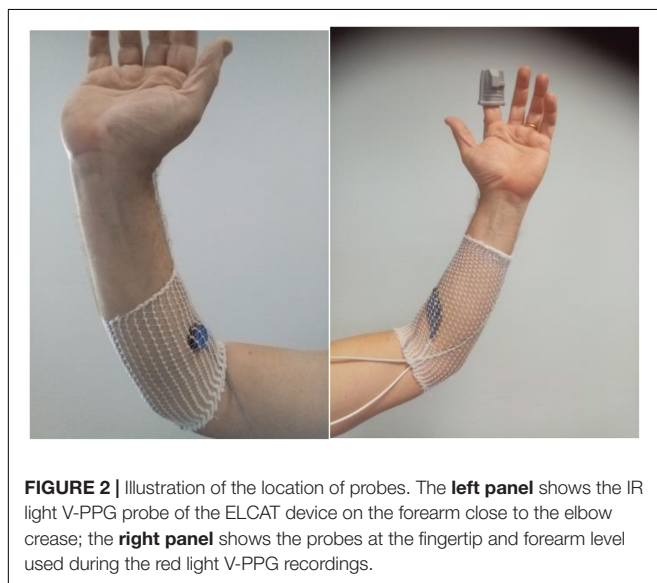 FIGURE 2 | Illustration of the location of probes. The left panel shows the IR
light V-PPG probe of the ELCAT device on the forearm close to the elbow
crease; the right panel shows the probes at the fingertip and forearm level
used during the red light V-PPG recordings.